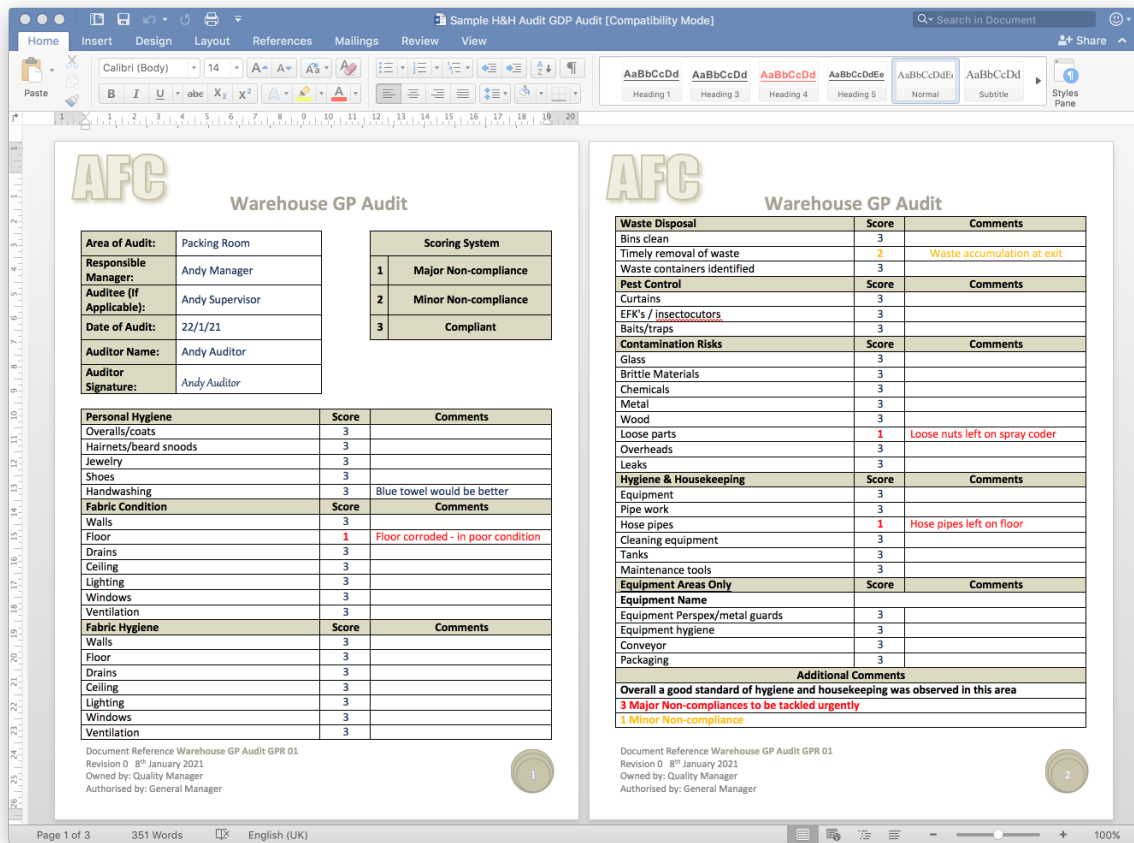 Sample H&H Audit GDP Audit [Compatibility Mode]
Search in Document
Home Insert Design Layout References Mailings Review View
Share
Paste
Calibri (Body) 14
AaBbCcDd AaBbCcDd AaBbCcDd AaBbCcDdEe AaBbCcDdEe AaBbCcDd
Heading 1 Heading 3 Heading 4 Heading 5 Normal Subtitle
Styles
Pane
AFC
Warehouse GP Audit
Area of Audit: Packing Room
Responsible
Manager: Andy Manager
Auditee (If
Applicable): Andy Supervisor
Date of Audit: 22/1/21
Auditor Name: Andy Auditor
Auditor
Signature: Andy Auditor
Scoring System
1 Major Non-compliance
2 Minor Non-compliance
3 Compliant
Personal Hygiene Score Comments
Overalls/coats 3
Hairnets/beard snoods 3
Jewelry 3
Shoes 3
Handwashing 3 Blue towel would be better
Fabric Condition Score Comments
Walls 3
Floor 1 Floor corroded - in poor condition
Drains 3
Ceiling 3
Lighting 3
Windows 3
Ventilation 3
Fabric Hygiene Score Comments
Walls 3
Floor 3
Drains 3
Ceiling 3
Lighting 3
Windows 3
Ventilation 3
Document Reference Warehouse GP Audit GPR 01
Revision 0 8th January 2021
Owned by: Quality Manager
Authorised by: General Manager
1
AFC
Warehouse GP Audit
Waste Disposal Score Comments
Bins clean 3
Timely removal of waste 2 Waste accumulation at exit
Waste containers identified 3
Pest Control Score Comments
Curtains 3
EFK's / insectocutors 3
Baits/traps 3
Contamination Risks Score Comments
Glass 3
Brittle Materials 3
Chemicals 3
Metal 3
Wood 3
Loose parts 1 Loose nuts left on spray coder
Overheads 3
Leaks 3
Hygiene & Housekeeping Score Comments
Equipment 3
Pipe work 3
Hose pipes 1 Hose pipes left on floor
Cleaning equipment 3
Tanks 3
Maintenance tools 3
Equipment Areas Only Score Comments
Equipment Name
Equipment Perspex/metal guards 3
Equipment hygiene 3
Conveyor 3
Packaging 3
Additional Comments
Overall a good standard of hygiene and housekeeping was observed in this area
3 Major Non-compliances to be tackled urgently
1 Minor Non-compliance
Document Reference Warehouse GP Audit GPR 01
Revision 0 8th January 2021
Owned by: Quality Manager
Authorised by: General Manager
2
Page 1 of 3 351 Words English (UK) 100%